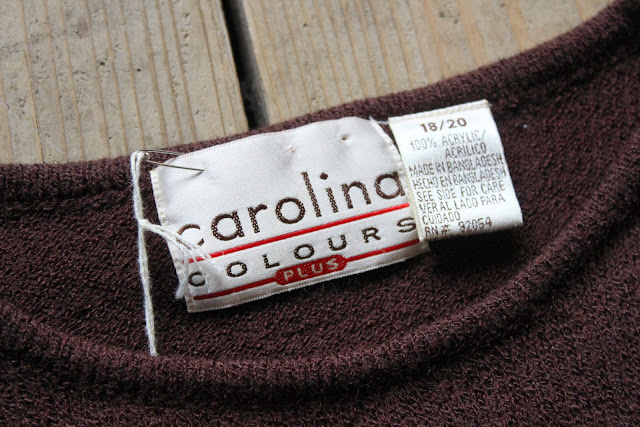 carolina
COLOURS
PLUS
18/20
100% ACRYLIC/
ACRILICO
MADE IN BANGLADESH
HECHO EN BANGLADESH
SEE SIDE FOR CARE
VER AL LADO PARA
CUIDADO
RN# 92054